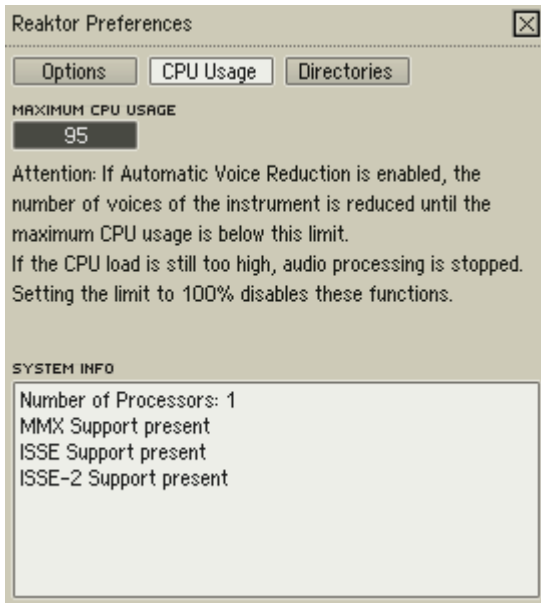 Reaktor Preferences
Options CPU Usage Directories
MAXIMUM CPU USAGE
95
Attention: If Automatic Voice Reduction is enabled, the
number of voices of the instrument is reduced until the
maximum CPU usage is below this limit.
If the CPU load is still too high, audio processing is stopped.
Setting the limit to 100% disables these functions.
SYSTEM INFO
Number of Processors: 1
MMX Support present
ISSE Support present
ISSE-2 Support present